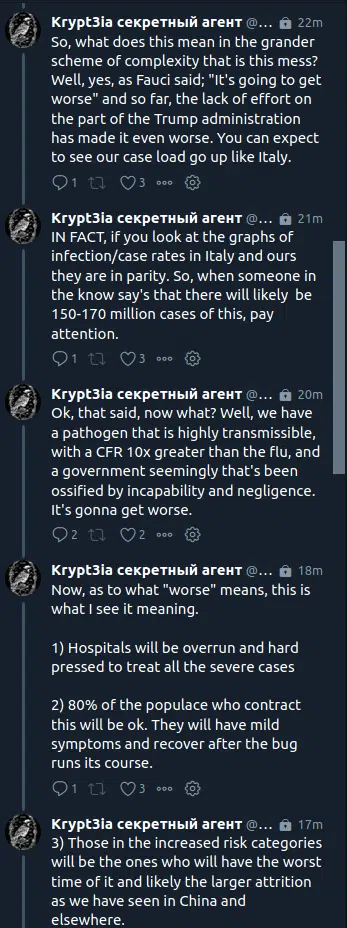 Krypt3ia секретный агент @... 22m
So, what does this mean in the grander
scheme of complexity that is this mess?
Well, yes, as Fauci said; "It's going to get
worse" and so far, the lack of effort on
the part of the Trump administration
has made it even worse. You can expect
to see our case load go up like Italy.
1 3
Krypt3ia секретный агент @... 21m
IN FACT, if you look at the graphs of
infection/case rates in Italy and ours
they are in parity. So, when someone in
the know say's that there will likely be
150-170 million cases of this, pay
attention.
1 3
Krypt3ia секретный агент @... 20m
Ok, that said, now what? Well, we have
a pathogen that is highly transmissible,
with a CFR 10x greater than the flu, and
a government seemingly that's been
ossified by incapability and negligence.
It's gonna get worse.
2 2
Krypt3ia секретный агент @... 18m
Now, as to what "worse" means, this is
what I see it meaning.
1) Hospitals will be overrun and hard
pressed to treat all the severe cases
2) 80% of the populace who contract
this will be ok. They will have mild
symptoms and recover after the bug
runs its course.
1 3
Krypt3ia секретный агент @... 17m
3) Those in the increased risk categories
will be the ones who will have the worst
time of it and likely the larger attrition
as we have seen in China and
elsewhere.